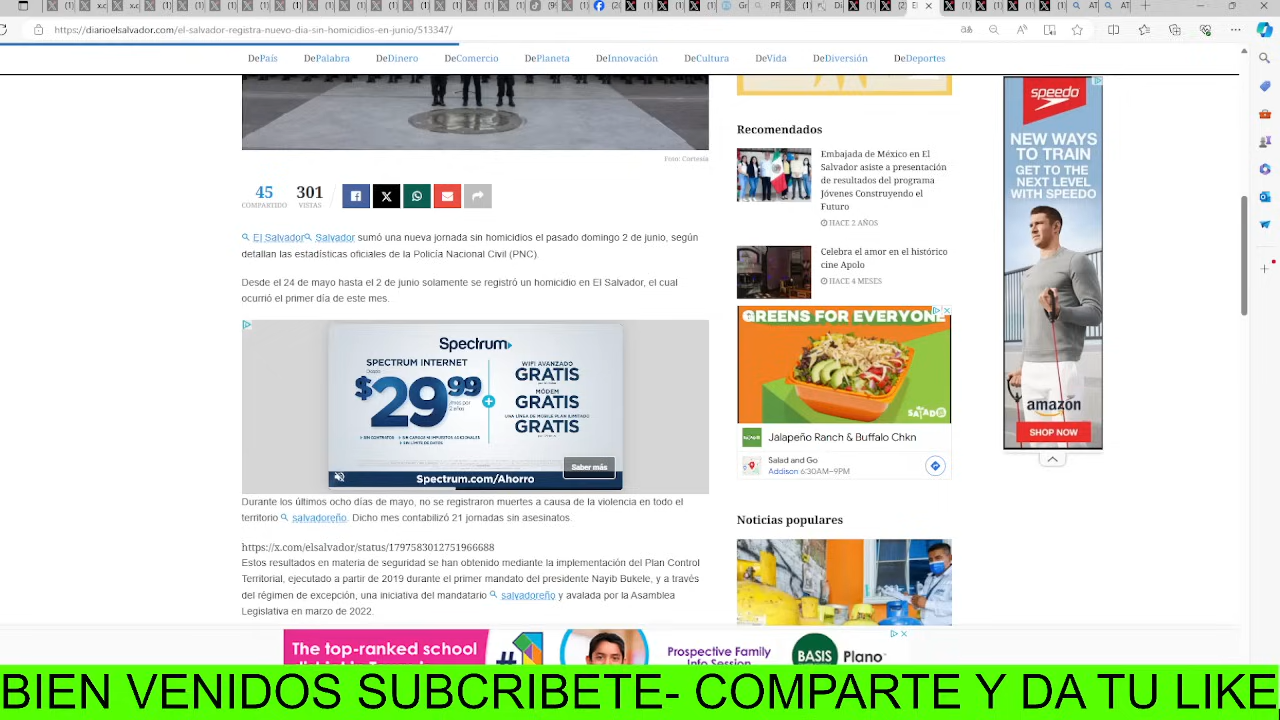 https://diarioelsalvador.com/el-salvador-registra-nuevo-dia-sin-homicidios-en-junio/513347/
DePaís DePalabra DeDinero DeComercio DePlaneta DeInnovación DeCultura DeVida DeDiversión DeDeportes
Foto: Cortesía
45
COMPARTIDO
301
VISTAS
El Salvador Salvador sumó una nueva jornada sin homicidios el pasado domingo 2 de junio, según
detallan las estadísticas oficiales de la Policía Nacional Civil (PNC).
Desde el 24 de mayo hasta el 2 de junio solamente se registró un homicidio en El Salvador, el cual
ocurrió el primer día de este mes.
Spectrum
SPECTRUM INTERNET
Desde
$29.99
WIFI AVANZADO
GRATIS
MÓDEM
GRATIS
UNA LÍNEA DE MOBILE PLAN LIMITADO
GRATIS
Saber más
Spectrum.com/Ahorro
Durante los últimos ocho días de mayo, no se registraron muertes a causa de la violencia en todo el
territorio salvadoreño. Dicho mes contabilizó 21 jornadas sin asesinatos.
https://x.com/elsalvador/status/1797583012751966688
Estos resultados en materia de seguridad se han obtenido mediante la implementación del Plan Control
Territorial, ejecutado a partir de 2019 durante el primer mandato del presidente Nayib Bukele, y a través
del régimen de excepción, una iniciativa del mandatario salvadoreño y avalada por la Asamblea
Legislativa en marzo de 2022.
Recomendados
Embajada de México en El
Salvador asiste a presentación
de resultados del programa
Jóvenes Construyendo el
Futuro
HACE 2 AÑOS
Celebra el amor en el histórico
cine Apolo
HACE 4 MESES
GREENS FOR EVERYONE
Jalapeño Ranch & Buffalo Chkn
Salad and Go
Addison 6:30AM–9PM
Noticias populares
speedo
NEW WAYS
TO TRAIN
GET TO THE
NEXT LEVEL
WITH SPEEDO
amazon
SHOP NOW
The top-ranked school
Prospective Family
Info Session
BASIS Plano
BIEN VENIDOS SUBCRIBETE- COMPARTE Y DA TU LIKE,